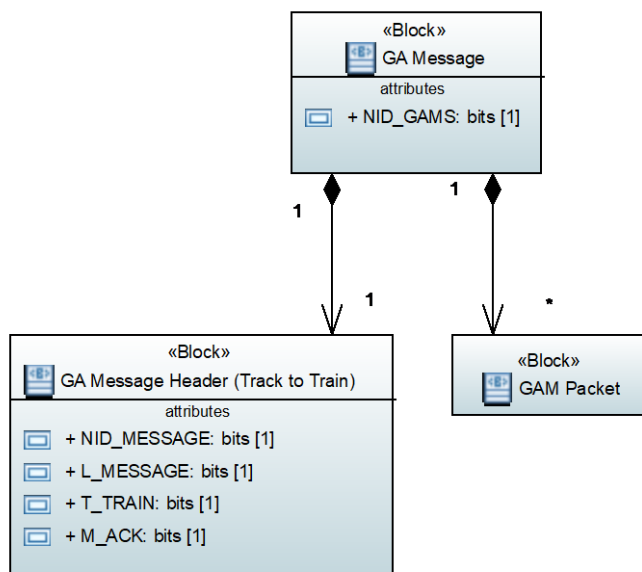 «Block»
GA Message
attributes
+ NID_GAMS: bits [1]
1
1
1
*
«Block»
GA Message Header (Track to Train)
attributes
+ NID_MESSAGE: bits [1]
+ L_MESSAGE: bits [1]
+ T_TRAIN: bits [1]
+ M_ACK: bits [1]
«Block»
GAM Packet